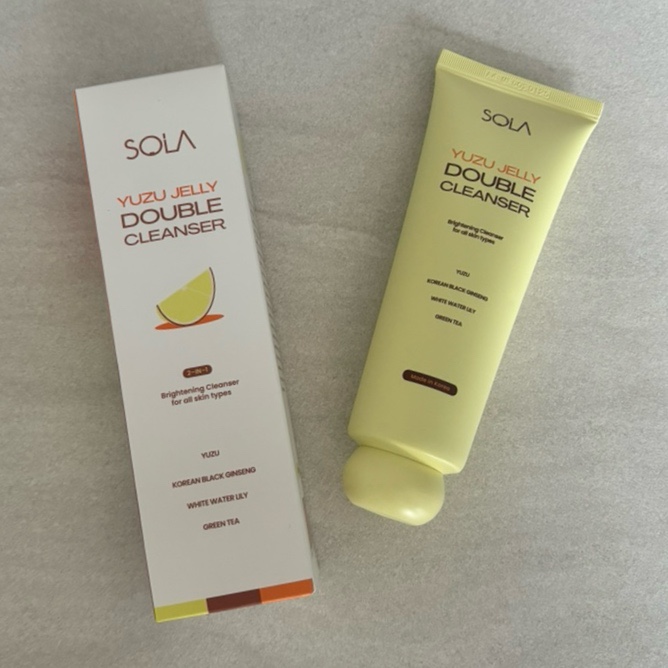 SOLA
YUZU JELLY
DOUBLE
CLEANSER
2-IN-1
Brightening Cleanser
for all skin types
YUZU
KOREAN BLACK GINSENG
WHITE WATER LILY
GREEN TEA
SOLA
YUZU JELLY
DOUBLE
CLEANSER
Brightening Cleanser
for all skin types
YUZU
KOREAN BLACK GINSENG
WHITE WATER LILY
GREEN TEA
Made in Korea